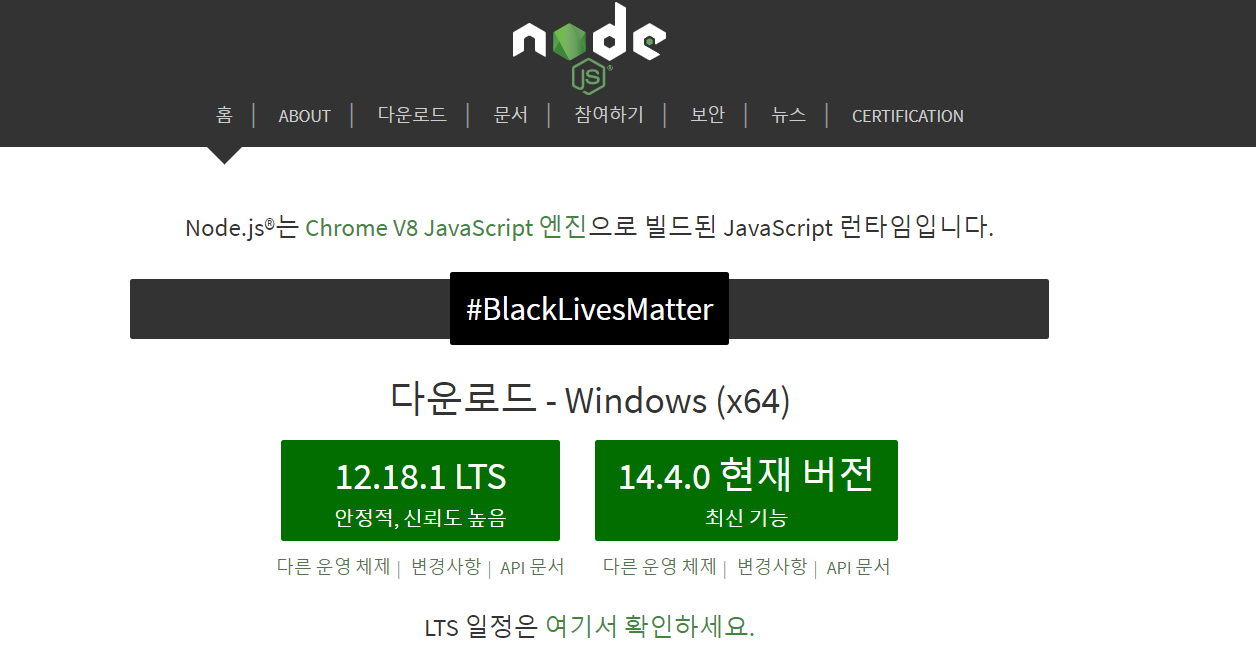 node
JS®
홈 | ABOUT | 다운로드 | 문서 | 참여하기 | 보안 | 뉴스 | CERTIFICATION
Node.js®는 Chrome V8 JavaScript 엔진으로 빌드된 JavaScript 런타임입니다.
#BlackLivesMatter
다운로드 - Windows (x64)
12.18.1 LTS
안정적, 신뢰도 높음
14.4.0 현재 버전
최신 기능
다른 운영 체제 | 변경사항 | API 문서
다른 운영 체제 | 변경사항 | API 문서
LTS 일정은 여기서 확인하세요.